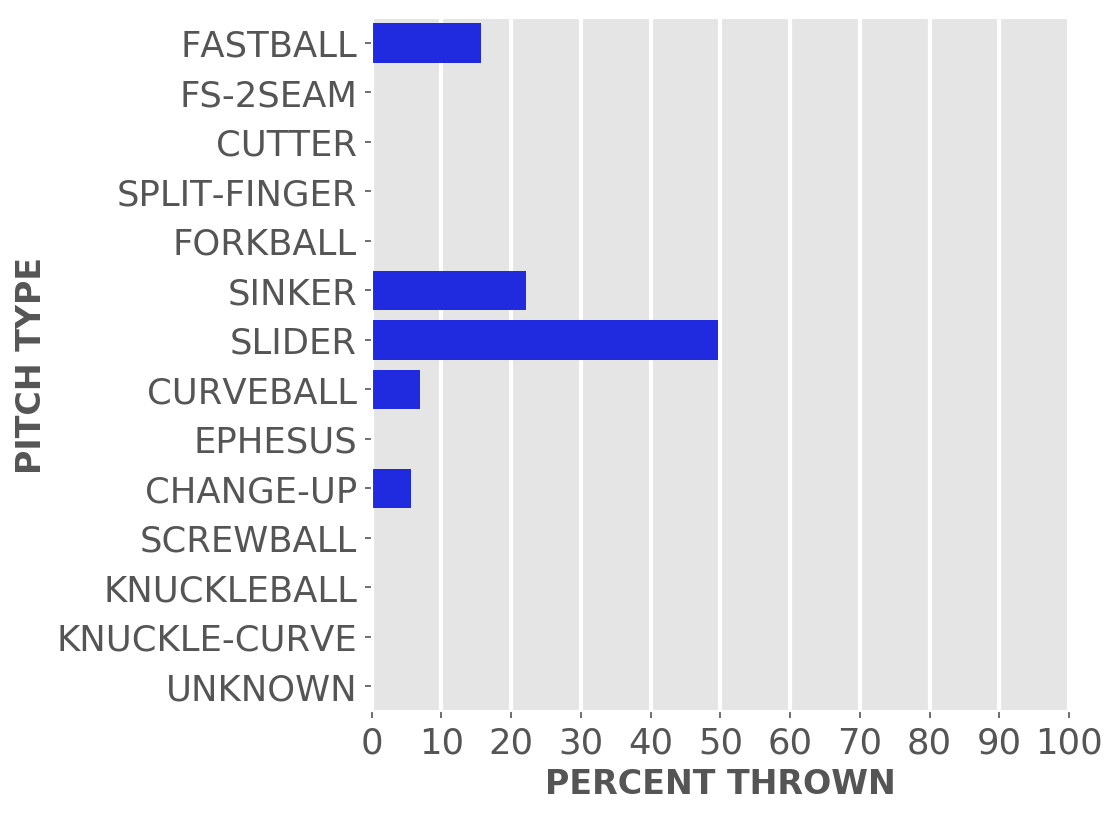 FASTBALL
FS-2SEAM
CUTTER
SPLIT-FINGER
FORKBALL
SINKER
SLIDER
CURVEBALL
EPHESUS
CHANGE-UP
SCREWBALL
KNUCKLEBALL
KNUCKLE-CURVE
UNKNOWN
PITCH TYPE
0 10 20 30 40 50 60 70 80 90 100
PERCENT THROWN